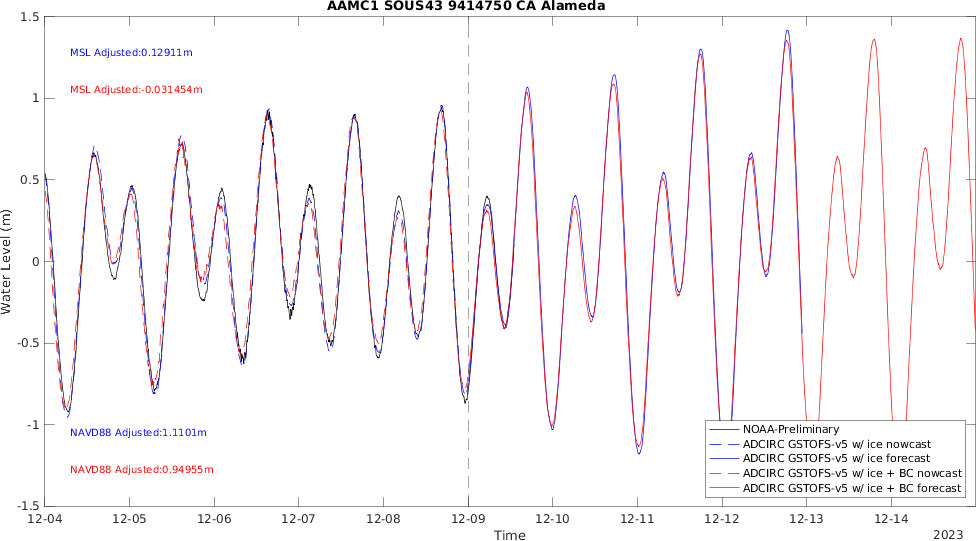 AAMC1 SOUS43 9414750 CA Alameda
1.5
1
0.5
0
-0.5
-1
-1.5
Water Level (m)
MSL Adjusted:0.12911m
MSL Adjusted:-0.031454m
NAVD88 Adjusted:1.1101m
NAVD88 Adjusted:0.94955m
NOAA-Preliminary
ADCIRC GSTOFS-v5 w/ ice nowcast
ADCIRC GSTOFS-v5 w/ ice forecast
ADCIRC GSTOFS-v5 w/ ice + BC nowcast
ADCIRC GSTOFS-v5 w/ ice + BC forecast
12-04 12-05 12-06 12-07 12-08 12-09 12-10 12-11 12-12 12-13 12-14
Time
2023